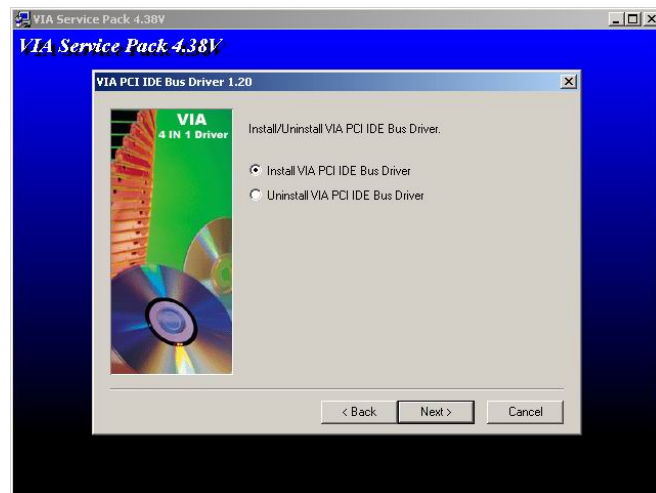 VIA Service Pack 4.38V
VIA Service Pack 4.38V
VIA PCI IDE Bus Driver 1.20
VIA
4 IN 1 Driver
Install/Uninstall VIA PCI IDE Bus Driver.
Install VIA PCI IDE Bus Driver
Uninstall VIA PCI IDE Bus Driver
< Back
Next >
Cancel